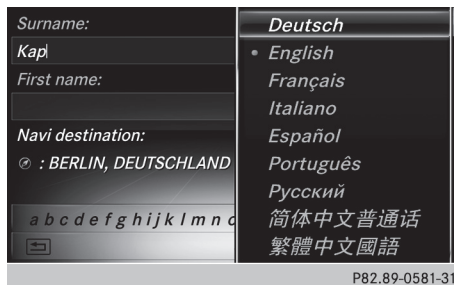 Surname:
Kap
First name:
Navi destination:
: BERLIN, DEUTSCHLAND
a b c d e f g h i j k l m n o
Deutsch
English
Français
Italiano
Español
Português
Русский
简体中文普通话
繁體中文國語
P82.89-0581-31